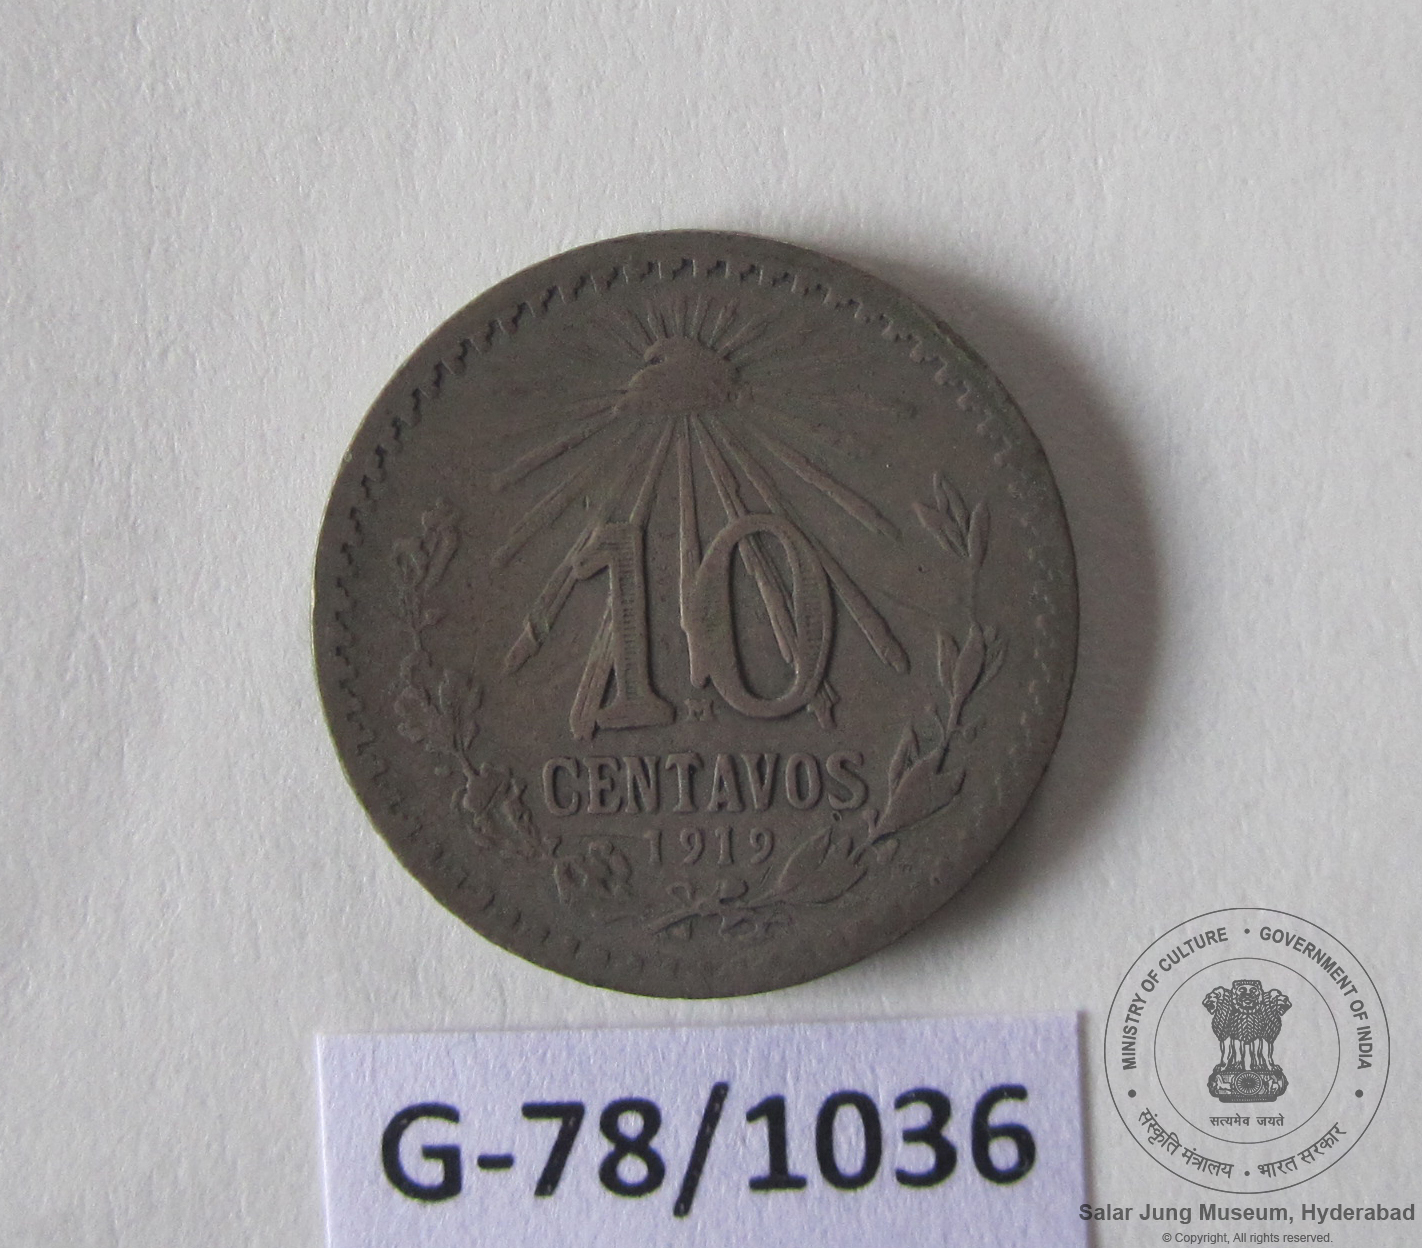 10
M
CENTAVOS
1919
G-78/1036
MINISTRY OF CULTURE • GOVERNMENT OF INDIA
सत्यमेव जयते
संस्कृति मंत्रालय • भारत सरकार
Salar Jung Museum, Hyderabad
© Copyright, All rights reserved.